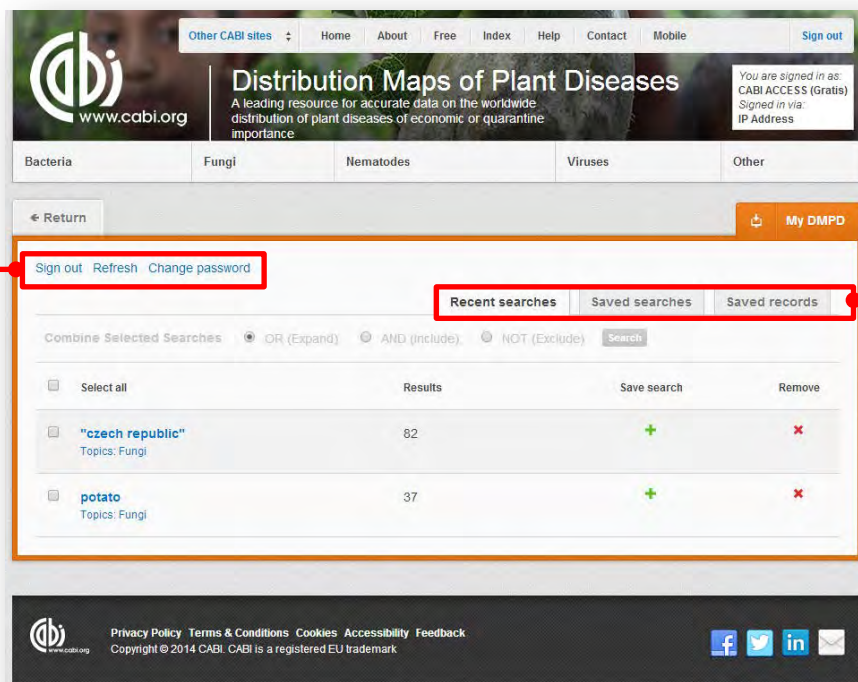 Other CABI sites Home About Free Index Help Contact Mobile Sign out
cabi
www.cabi.org
Distribution Maps of Plant Diseases
A leading resource for accurate data on the worldwide
distribution of plant diseases of economic or quarantine
importance
You are signed in as:
CABI ACCESS (Gratis)
Signed in via:
IP Address
Bacteria Fungi Nematodes Viruses Other
Return My DMPD
Sign out Refresh Change password
Recent searches Saved searches Saved records
Combine Selected Searches OR (Expand) AND (include) NOT (Exclude) Search
Select all Results Save search Remove
"czech republic" 82
Topics: Fungi
potato 37
Topics: Fungi
cabi
www.cabi.org
Privacy Policy Terms & Conditions Cookies Accessibility Feedback
Copyright © 2014 CABI. CABI is a registered EU trademark
f in